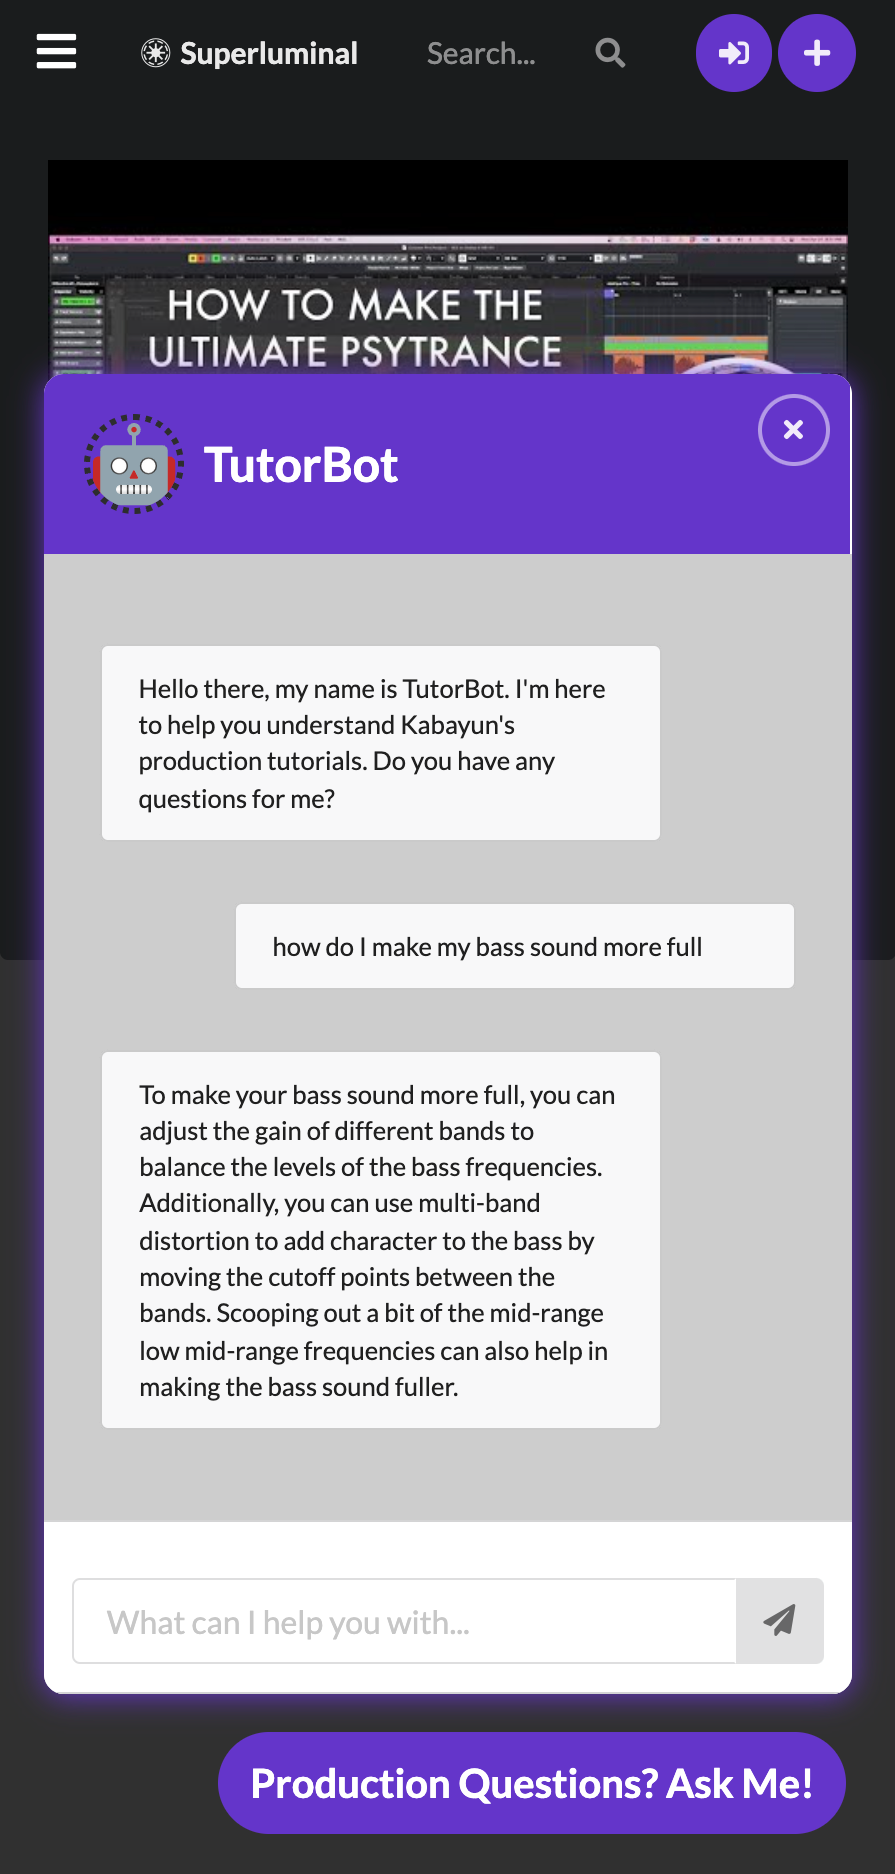 Superluminal
Search...
HOW TO MAKE THE
ULTIMATE PSYTRANCE
TutorBot
Hello there, my name is TutorBot. I'm here
to help you understand Kabayun's
production tutorials. Do you have any
questions for me?
how do I make my bass sound more full
To make your bass sound more full, you can
adjust the gain of different bands to
balance the levels of the bass frequencies.
Additionally, you can use multi-band
distortion to add character to the bass by
moving the cutoff points between the
bands. Scooping out a bit of the mid-range
low mid-range frequencies can also help in
making the bass sound fuller.
What can I help you with...
Production Questions? Ask Me!